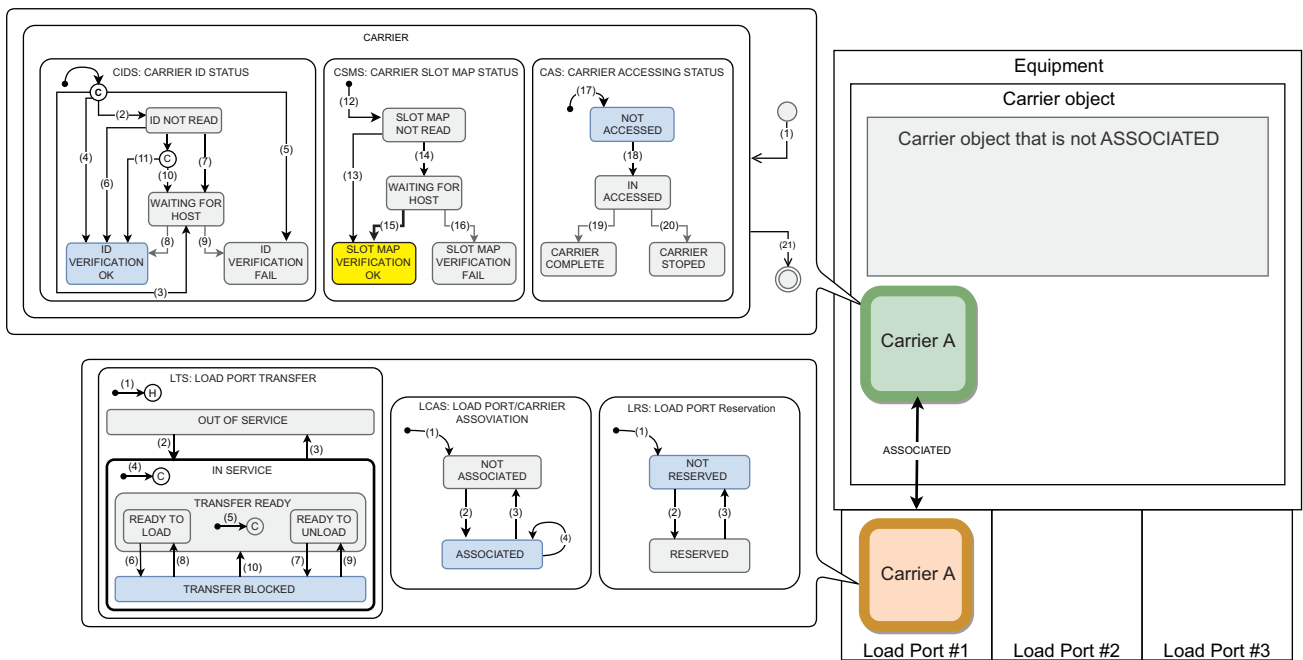 CARRIER
CIDS: CARRIER ID STATUS
C
(2)
ID NOT READ
(4)
(6)
(11)
C
(7)
(5)
(10)
WAITING FOR
HOST
(8)
(9)
ID
VERIFICATION
OK
ID
VERIFICATION
FAIL
(3)
CSMS: CARRIER SLOT MAP STATUS
(12)
SLOT MAP
NOT READ
(14)
(13)
WAITING FOR
HOST
(15)
(16)
SLOT MAP
VERIFICATION
OK
SLOT MAP
VERIFICATION
FAIL
CAS: CARRIER ACCESSING STATUS
(17)
NOT
ACCESSED
(18)
IN
ACCESSED
(19)
(20)
CARRIER
COMPLETE
CARRIER
STOPED
(1)
(21)
Equipment
Carrier object
Carrier object that is not ASSOCIATED
Carrier A
ASSOCIATED
Carrier A
Load Port #1
Load Port #2
Load Port #3
LTS: LOAD PORT TRANSFER
(1)
H
OUT OF SERVICE
(2)
(3)
(4)
C
IN SERVICE
TRANSFER READY
READY TO
LOAD
(5)
C
READY TO
UNLOAD
(6)
(8)
(10)
(7)
(9)
TRANSFER BLOCKED
LCAS: LOAD PORT/CARRIER
ASSOVIATION
(1)
NOT
ASSOCIATED
(2)
(3)
(4)
ASSOCIATED
LRS: LOAD PORT Reservation
(1)
NOT
RESERVED
(2)
(3)
RESERVED